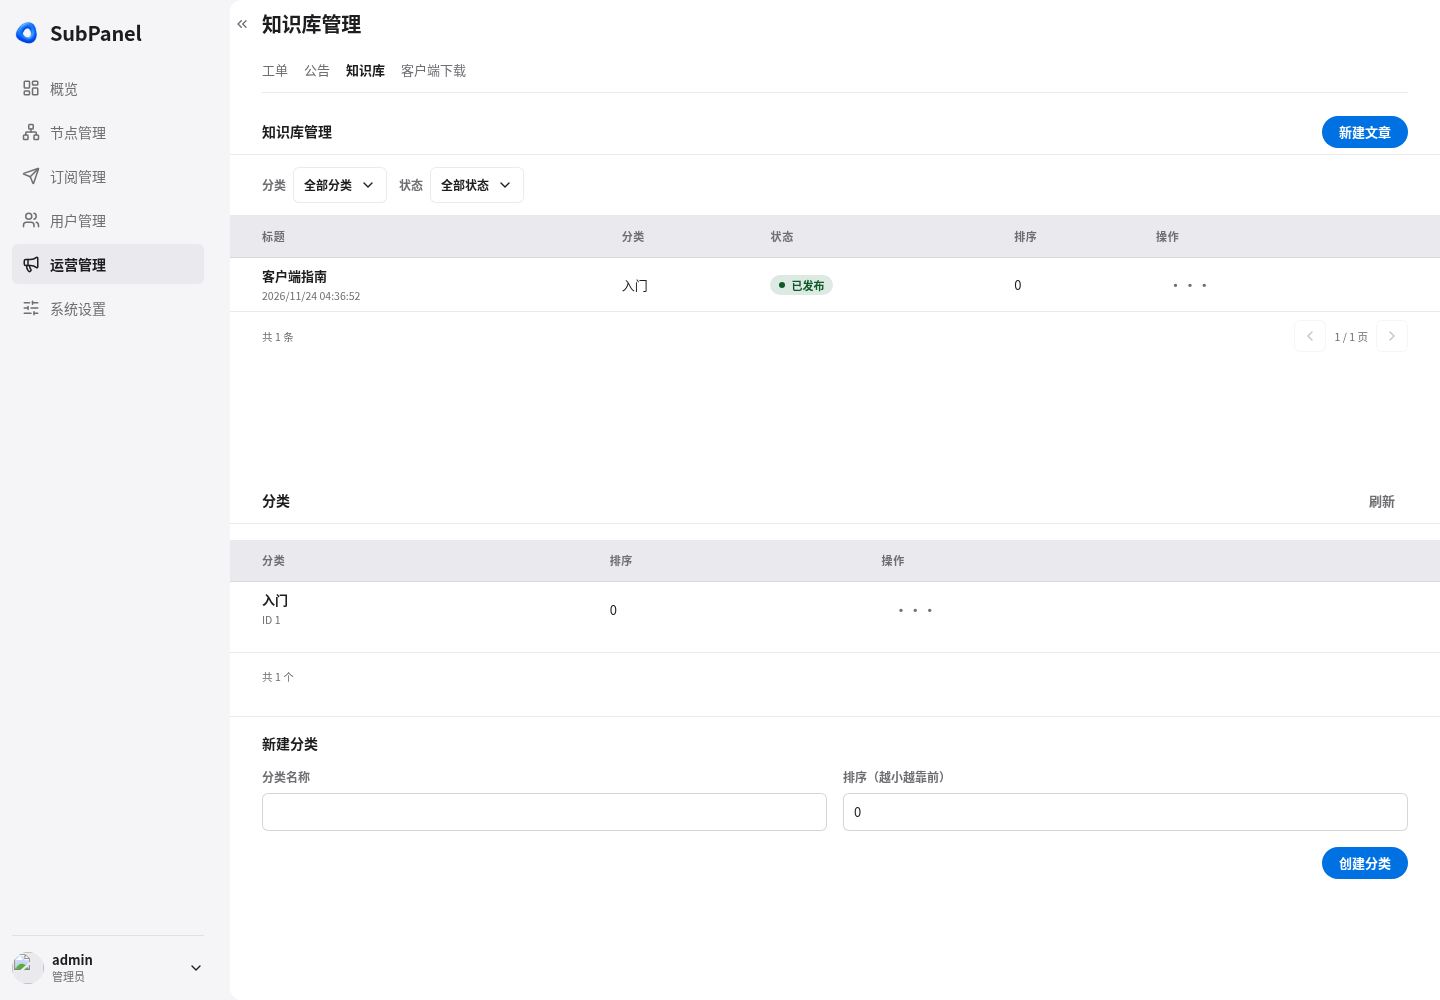 SubPanel
概览
节点管理
订阅管理
用户管理
运营管理
系统设置
admin
管理员
知识库管理
工单 公告 知识库 客户端下载
知识库管理 新建文章
分类 全部分类 状态 全部状态
标题 分类 状态 排序 操作
客户端指南
2026/11/24 04:36:52
入门 已发布 0
共 1 条 1 / 1 页
分类 刷新
分类 排序 操作
入门
ID 1
0
共 1 个
新建分类
分类名称 排序（越小越靠前）
0
创建分类